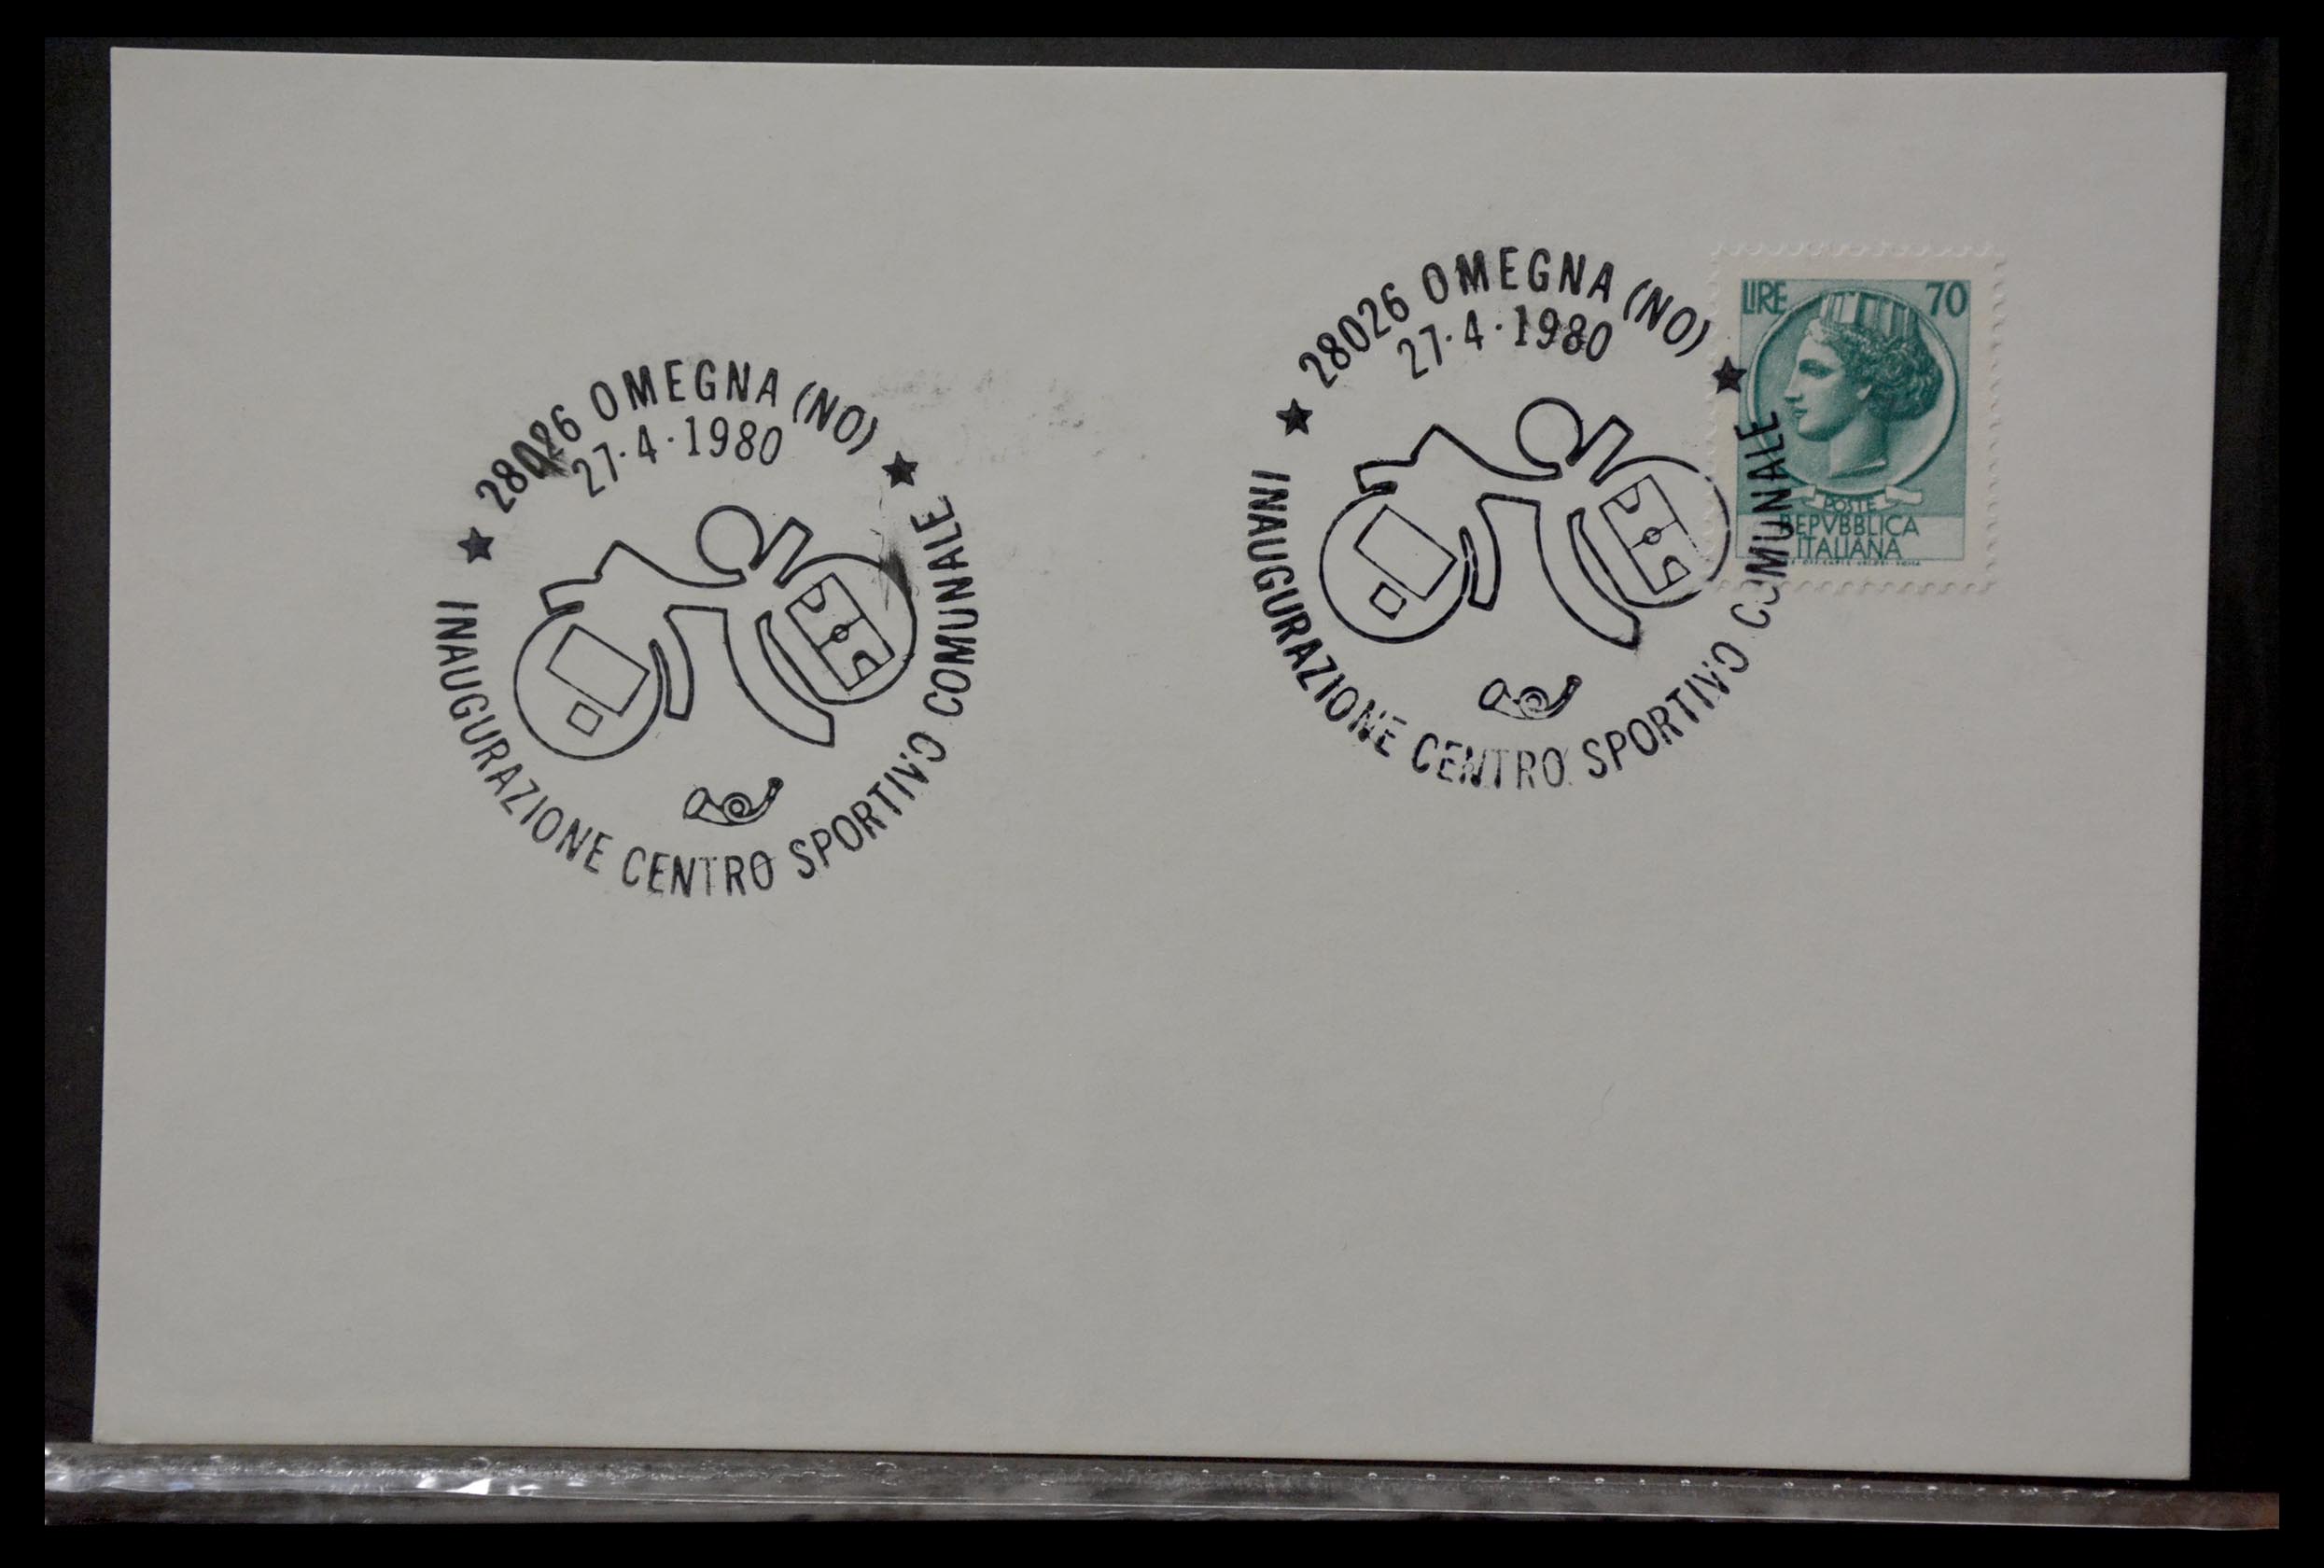 ★ 28026 OMEGNA (NO) ★
27·4·1980
INAUGURAZIONE CENTRO SPORTIVO COMUNALE
★ 28026 OMEGNA (NO) ★
27·4·1980
INAUGURAZIONE CENTRO SPORTIVO COMUNALE
LIRE 70
POSTE
REPVBBLICA
ITALIANA